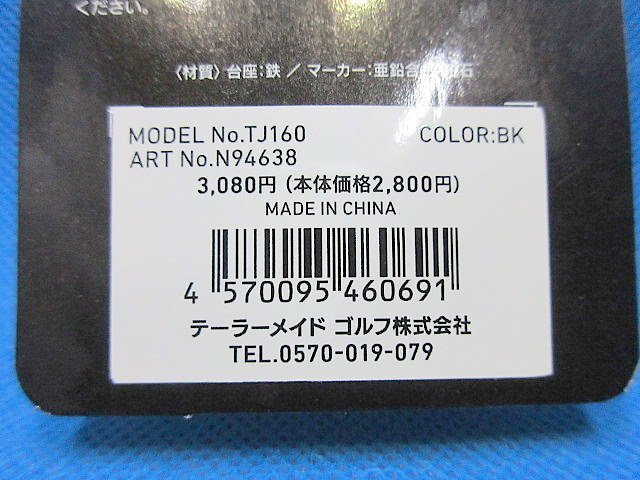 ください。
〈材質〉台座:鉄 / マーカー:亜鉛合 石
MODEL No.TJ160 COLOR:BK
ART No.N94638
3,080円(本体価格2,800円)
MADE IN CHINA
4 570095 460691
テーラーメイド ゴルフ株式会社
TEL.0570-019-079